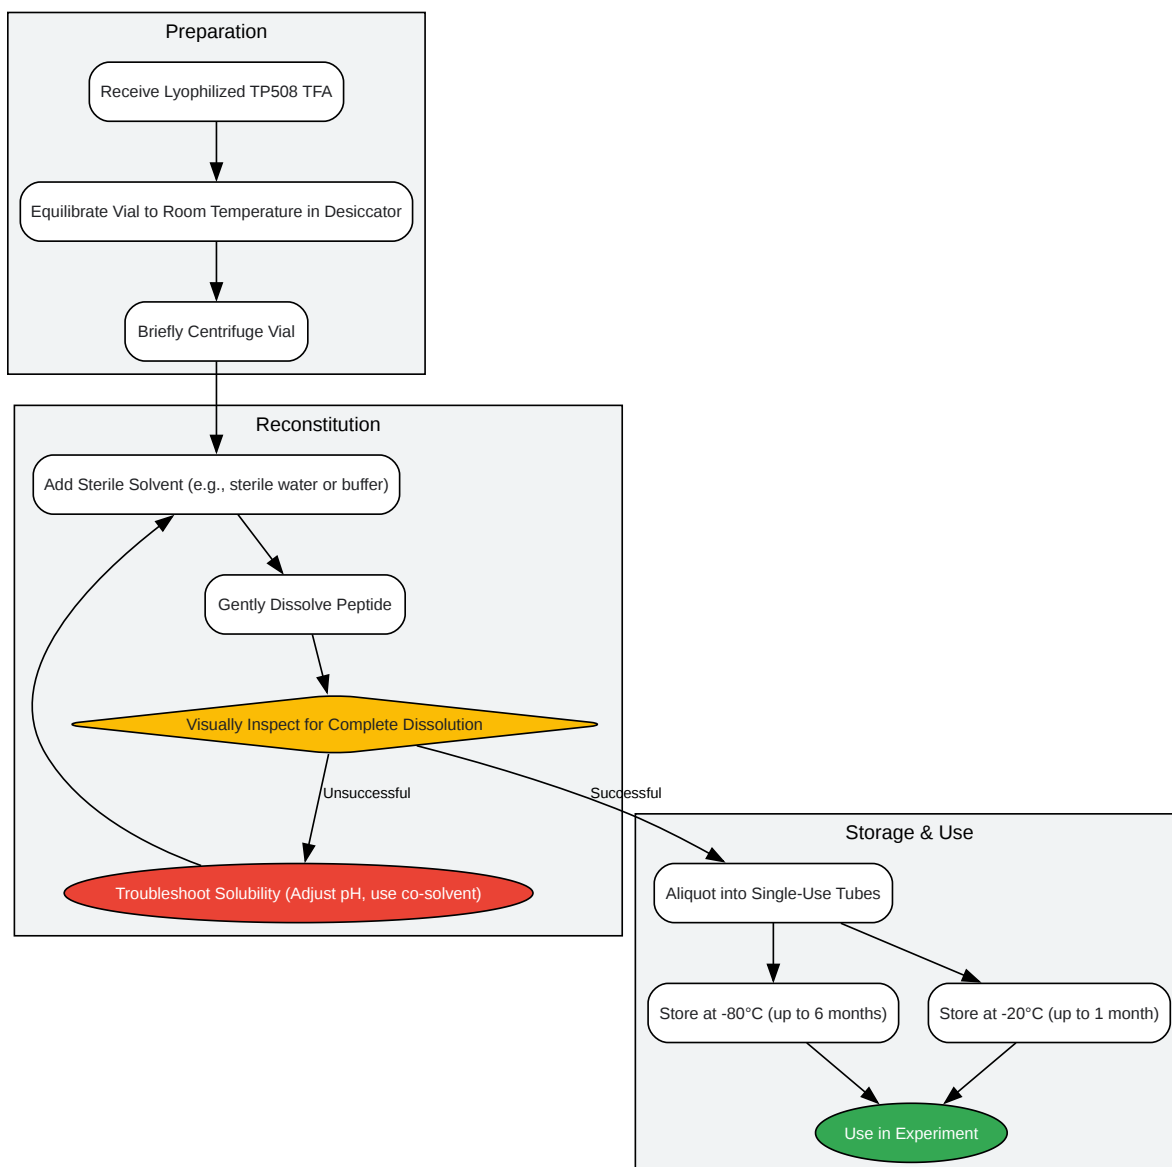 Preparation
Receive Lyophilized TP508 TFA
Equilibrate Vial to Room Temperature in Desiccator
Briefly Centrifuge Vial
Reconstitution
Add Sterile Solvent (e.g., sterile water or buffer)
Gently Dissolve Peptide
Visually Inspect for Complete Dissolution
Unsuccessful
Successful
Troubleshoot Solubility (Adjust pH, use co-solvent)
Storage & Use
Aliquot into Single-Use Tubes
Store at -80°C (up to 6 months)
Store at -20°C (up to 1 month)
Use in Experiment